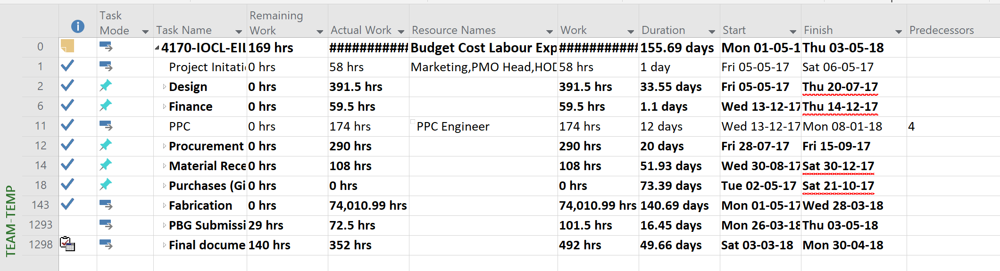 Task Mode
Task Name
Remaining Work
Actual Work
Resource Names
Work
Duration
Start
Finish
Predecessors
0 4170-IOCL-EIL 169 hrs ########### Budget Cost Labour Exp ########### 155.69 days Mon 01-05-1 Thu 03-05-18
1 Project Initati 0 hrs 58 hrs Marketing,PMO Head,HOD 58 hrs 1 day Fri 05-05-17 Sat 06-05-17
2 Design 0 hrs 391.5 hrs 391.5 hrs 33.55 days Fri 05-05-17 Thu 20-07-17
6 Finance 0 hrs 59.5 hrs 59.5 hrs 1.1 days Wed 13-12-17 Thu 14-12-17
11 PPC 0 hrs 174 hrs PPC Engineer 174 hrs 12 days Wed 13-12-17 Mon 08-01-18 4
12 Procurement 0 hrs 290 hrs 290 hrs 20 days Fri 28-07-17 Fri 15-09-17
14 Material Rece 0 hrs 108 hrs 108 hrs 51.93 days Wed 30-08-17 Sat 30-12-17
18 Purchases (Gi 0 hrs 0 hrs 0 hrs 73.39 days Tue 02-05-17 Sat 21-10-17
143 Fabrication 0 hrs 74,010.99 hrs 74,010.99 hrs 140.69 days Mon 01-05-17 Wed 28-03-18
1293 PBG Submissi 29 hrs 72.5 hrs 101.5 hrs 16.45 days Mon 26-03-18 Thu 03-05-18
1298 Final docume 140 hrs 352 hrs 492 hrs 49.66 days Sat 03-03-18 Mon 30-04-18
TEAM-TEMP